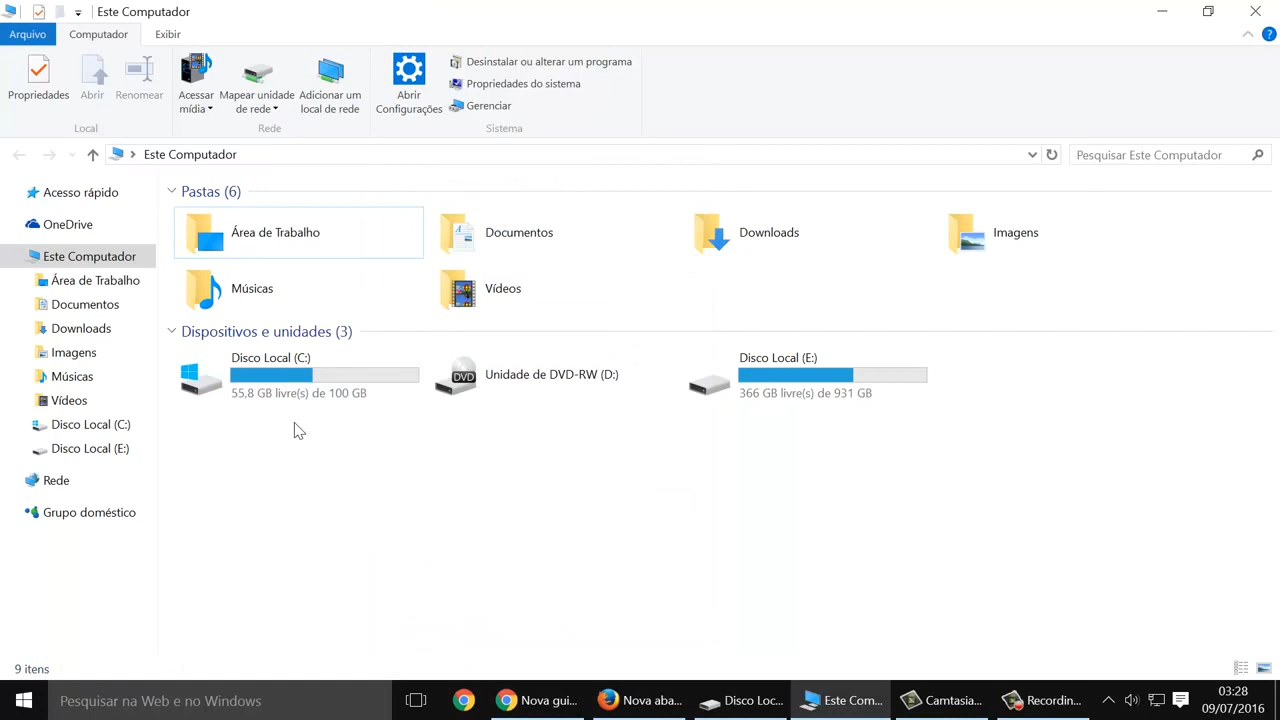 Este Computador
Arquivo
Computador
Exibir
Propriedades
Abrir
Renomear
Acessar mídia
Mapear unidade de rede
Adicionar um local de rede
Abrir Configurações
Desinstalar ou alterar um programa
Propriedades do sistema
Gerenciar
Local
Rede
Sistema
Este Computador
Pesquisar Este Computador
Acesso rápido
OneDrive
Este Computador
Área de Trabalho
Documentos
Downloads
Imagens
Músicas
Vídeos
Disco Local (C:)
Disco Local (E:)
Rede
Grupo doméstico
Pastas (6)
Área de Trabalho
Documentos
Downloads
Imagens
Músicas
Vídeos
Dispositivos e unidades (3)
Disco Local (C:)
55,8 GB livre(s) de 100 GB
DVD
Unidade de DVD-RW (D:)
Disco Local (E:)
366 GB livre(s) de 931 GB
9 itens
Pesquisar na Web e no Windows
Nova gui...
Nova aba...
Disco Loc...
Este Com...
Camtasia...
Recordin...
03:28
09/07/2016